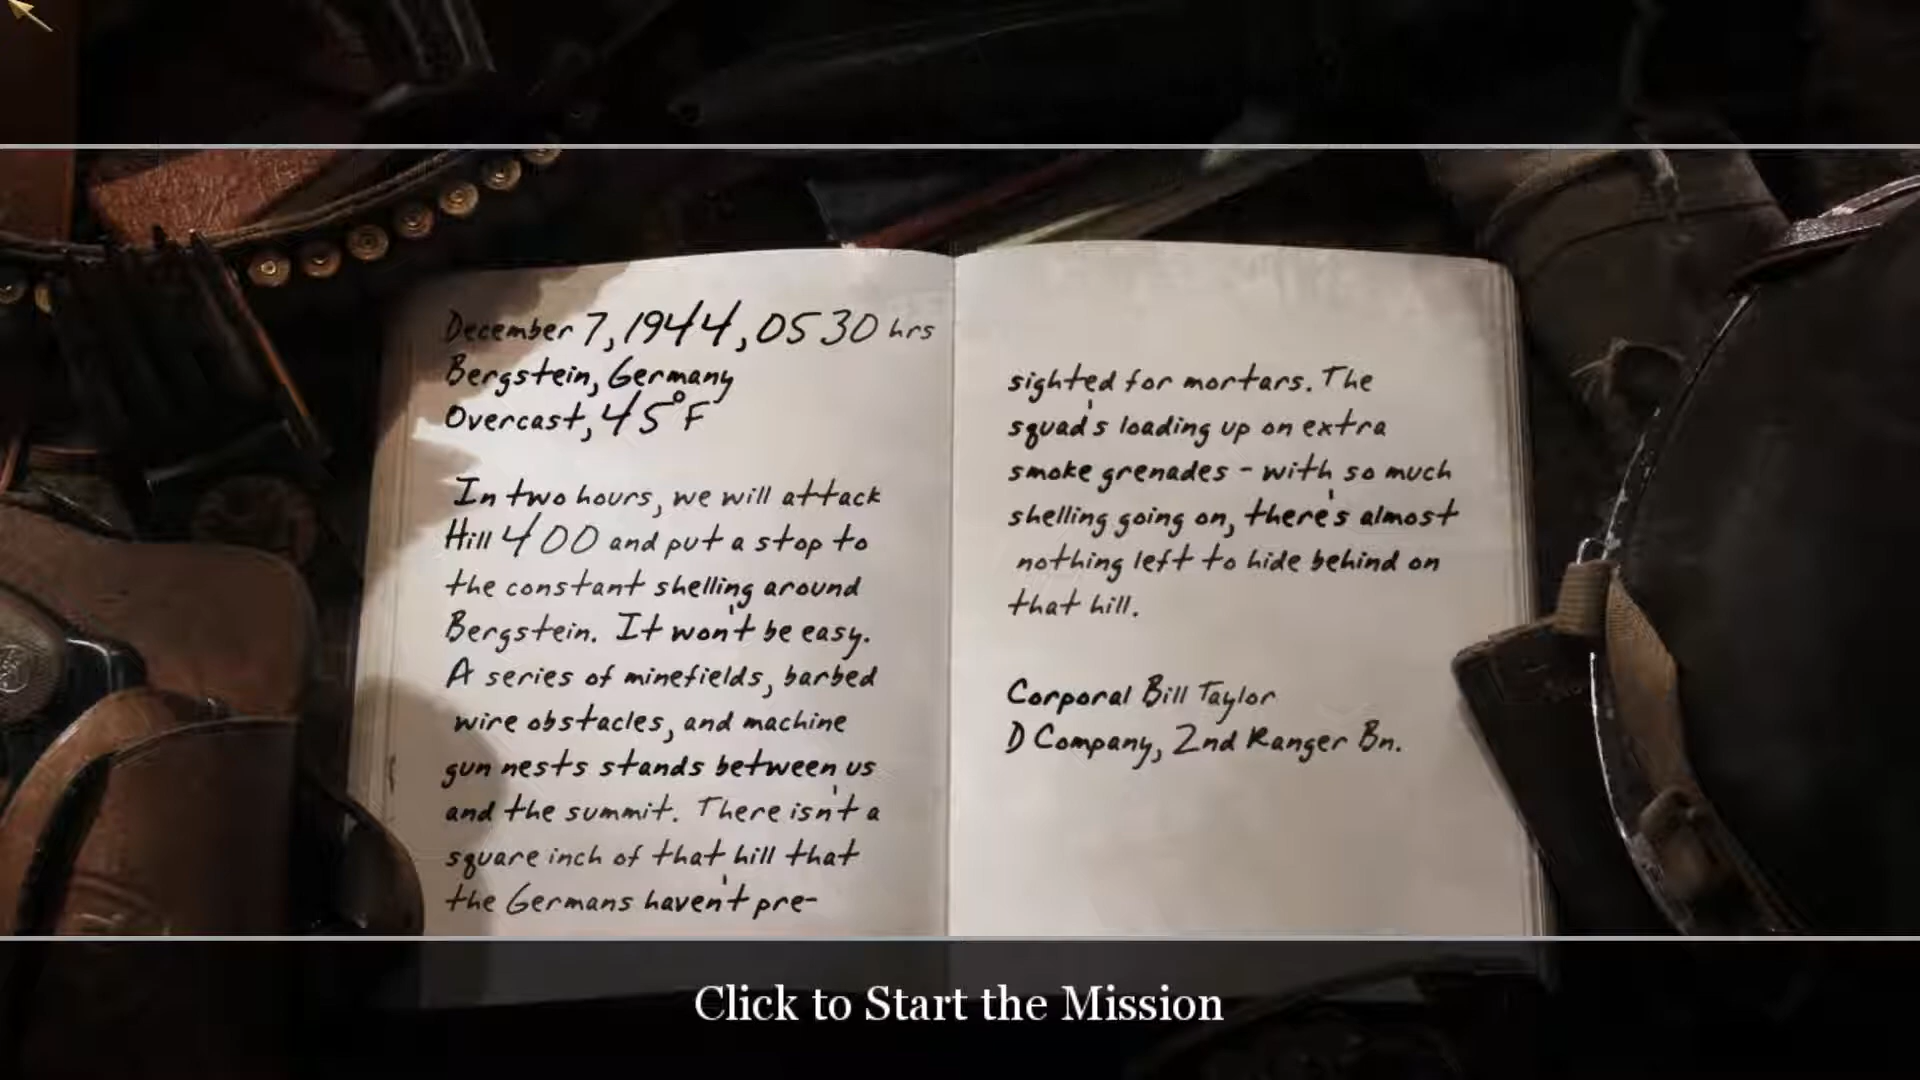 December 7, 1944, 0530 hrs
Bergstein, Germany
Overcast, 45°F
In two hours, we will attack
Hill 400 and put a stop to
the constant shelling around
Bergstein. It won't be easy.
A series of minefields, barbed
wire obstacles, and machine
gun nests stands between us
and the summit. There isn't a
square inch of that hill that
the Germans haven't pre-
sighted for mortars. The
squad's loading up on extra
smoke grenades - with so much
shelling going on, there's almost
nothing left to hide behind on
that hill.
Corporal Bill Taylor
D Company, 2nd Ranger Bn.
Click to Start the Mission